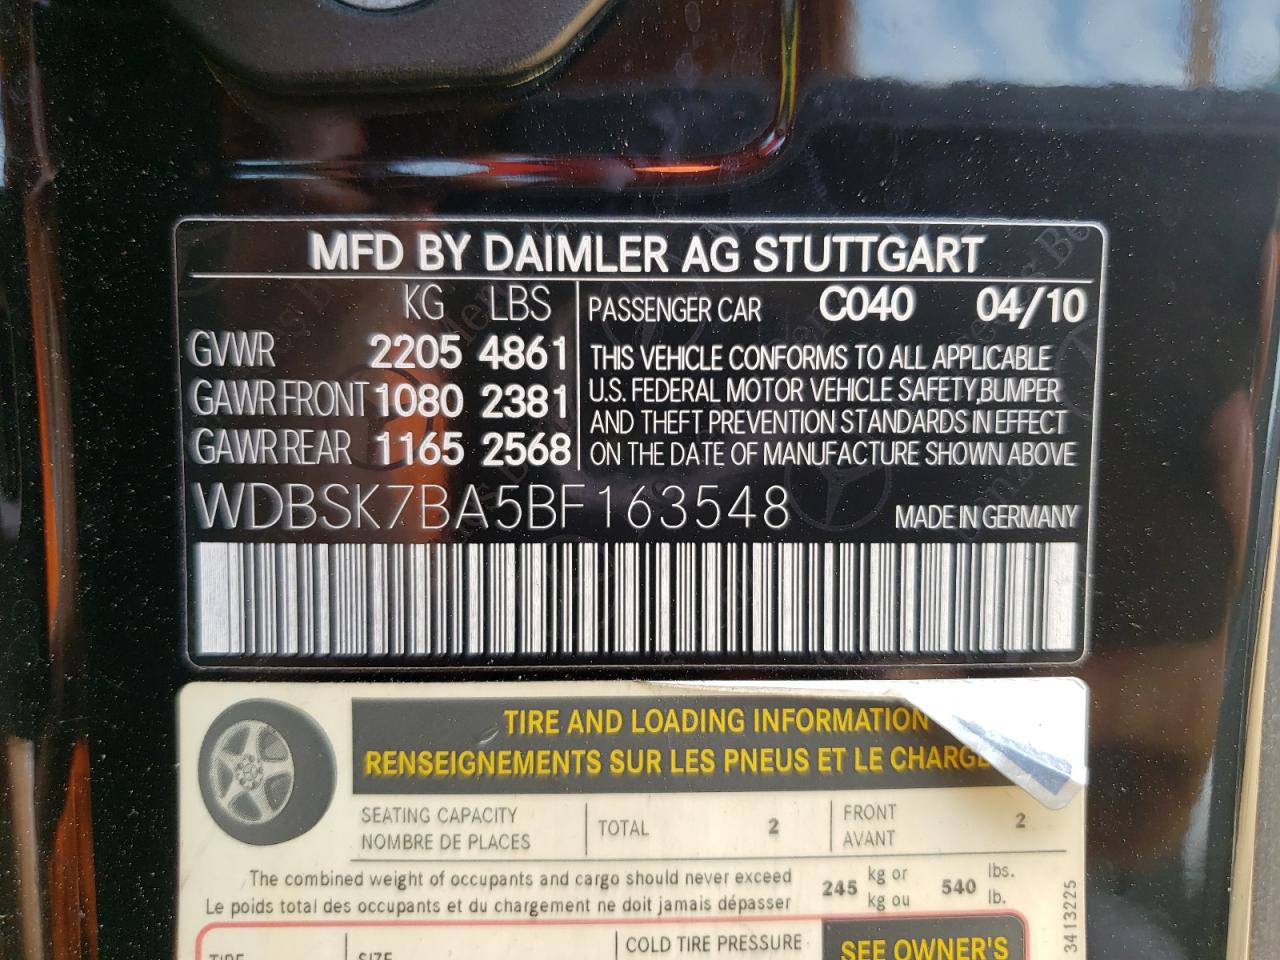 MFD BY DAIMLER AG STUTTGART
KG LBS
GVWR 2205 4861
GAWR FRONT 1080 2381
GAWR REAR 1165 2568
PASSENGER CAR C040 04/10
THIS VEHICLE CONFORMS TO ALL APPLICABLE
U.S. FEDERAL MOTOR VEHICLE SAFETY,BUMPER
AND THEFT PREVENTION STANDARDS IN EFFECT
ON THE DATE OF MANUFACTURE SHOWN ABOVE
WDBSK7BA5BF163548 MADE IN GERMANY
TIRE AND LOADING INFORMATION
RENSEIGNEMENTS SUR LES PNEUS ET LE
SEATING CAPACITY
NOMBRE DE PLACES
TOTAL 2
FRONT
AVANT
2
The combined weight of occupants and cargo should never exceed
Le poids total des occupants et du chargement ne doit jamais dépasser
245 kg or
kg ou
540 lbs.
lb.
3413225
COLD TIRE PRESSURE
SEE OWNER'S